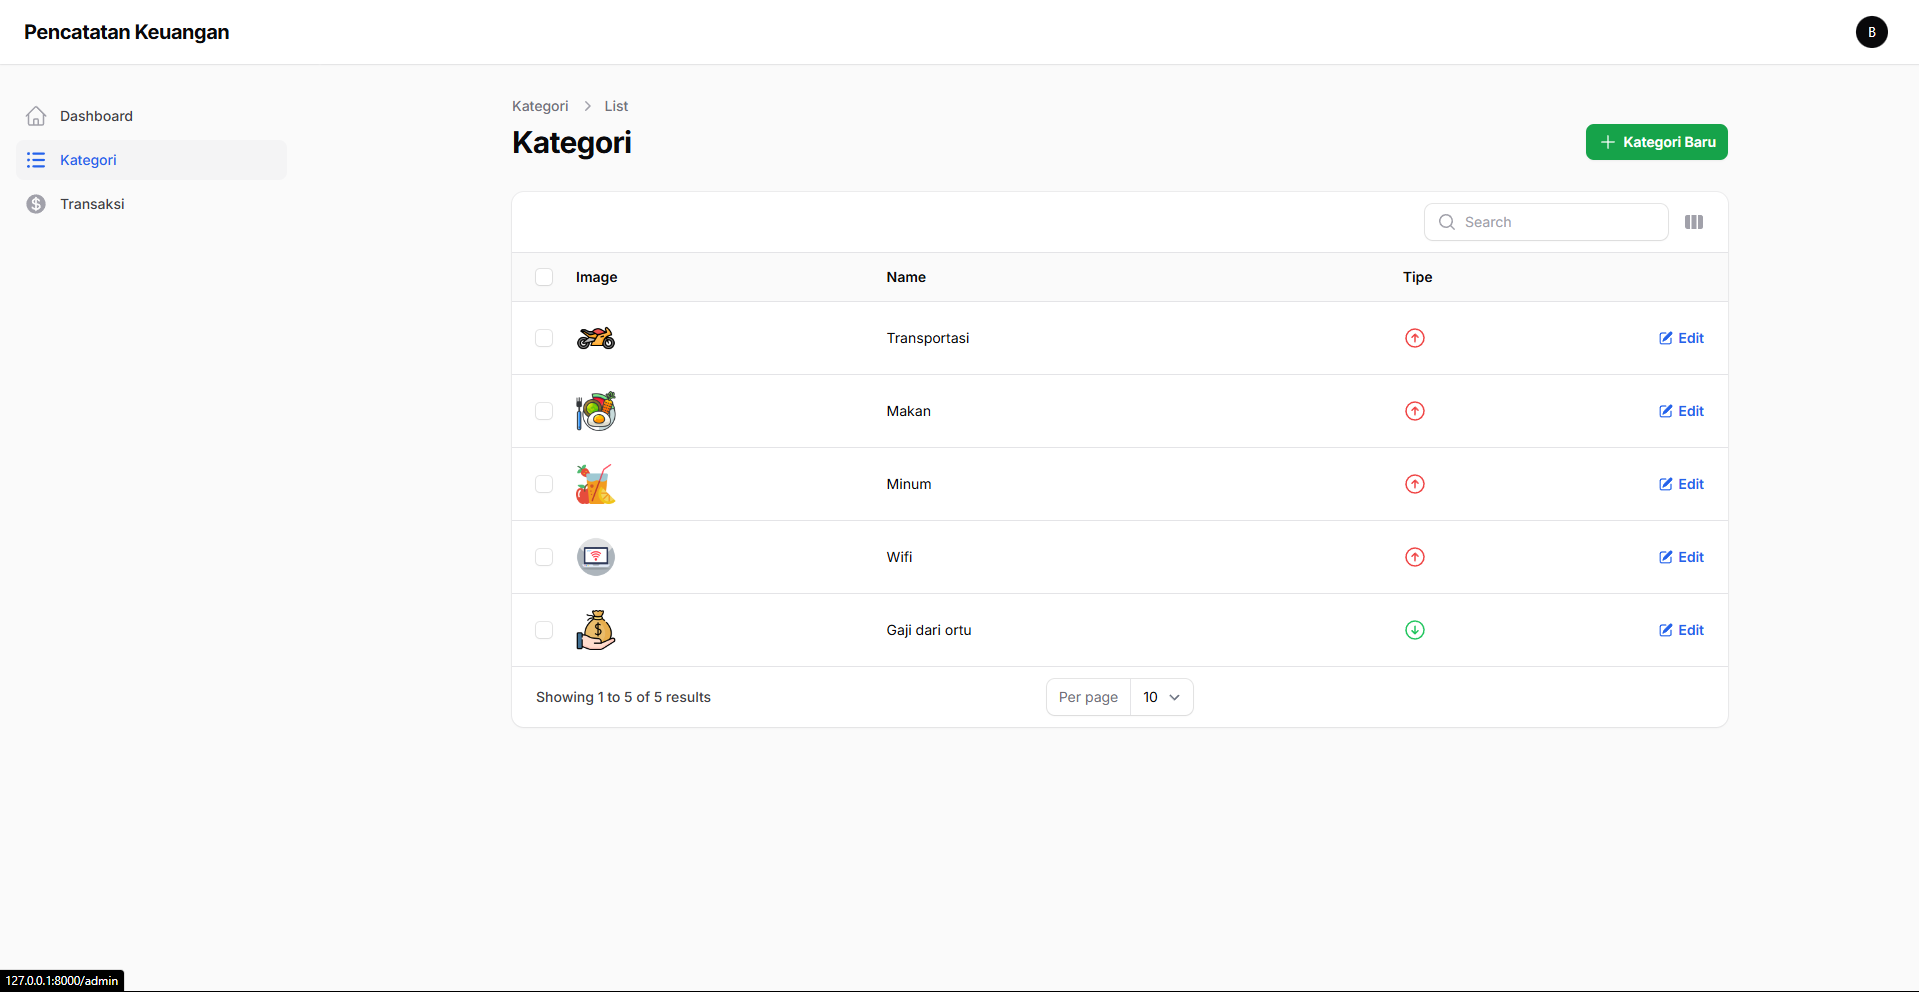 Pencatatan Keuangan
B
Dashboard
Kategori
Transaksi
Kategori > List
Kategori
Kategori Baru
Search
Image Name Tipe
Transportasi Edit
Makan Edit
Minum Edit
Wifi Edit
Gaji dari ortu Edit
Showing 1 to 5 of 5 results
Per page 10
127.0.0.1:8000/admin